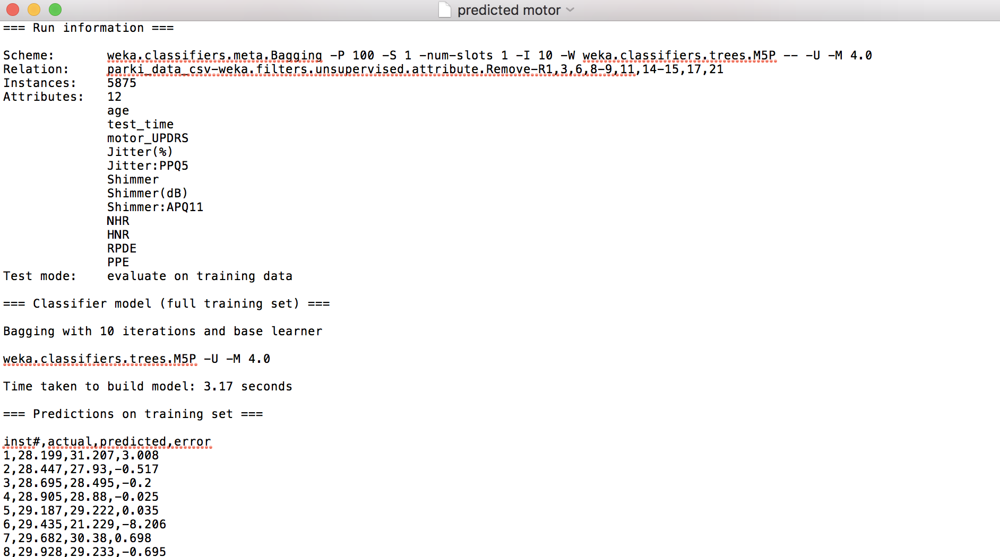 predicted motor
=== Run information ===
Scheme: weka.classifiers.meta.Bagging -P 100 -S 1 -num-slots 1 -I 10 -W weka.classifiers.trees.M5P -- -U -M 4.0
Relation: parki_data_csv-weka.filters.unsupervised.attribute.Remove-R1,3,6,8-9,11,14-15,17,21
Instances: 5875
Attributes: 12
age
test_time
motor_UPDRS
Jitter(%)
Jitter:PPQ5
Shimmer
Shimmer(dB)
Shimmer:APQ11
NHR
HNR
RPDE
PPE
Test mode: evaluate on training data
=== Classifier model (full training set) ===
Bagging with 10 iterations and base learner
weka.classifiers.trees.M5P -U -M 4.0
Time taken to build model: 3.17 seconds
=== Predictions on training set ===
inst#,actual,predicted,error
1,28.199,31.207,3.008
2,28.447,27.93,-0.517
3,28.695,28.495,-0.2
4,28.905,28.88,-0.025
5,29.187,29.222,0.035
6,29.435,21.229,-8.206
7,29.682,30.38,0.698
8,29.928,29.233,-0.695